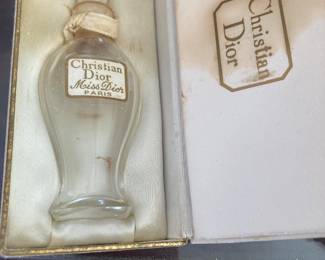 Christian
Dior
Miss Dior
PARIS
Christian
Dior